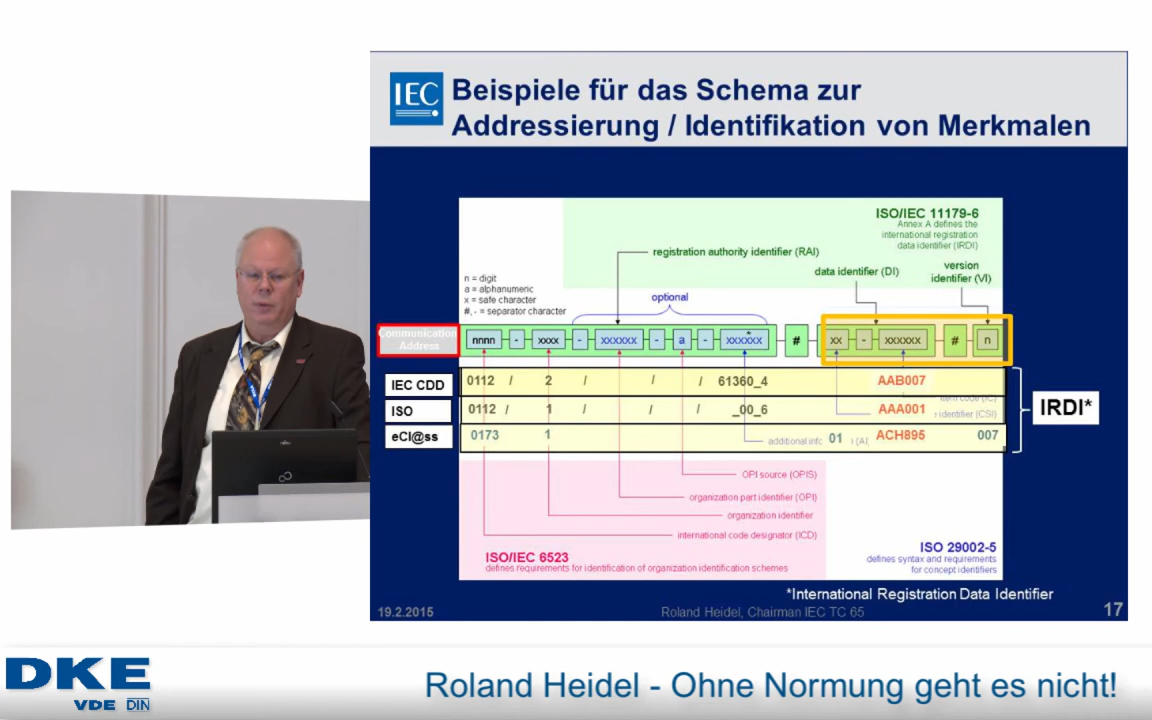 IEC
Beispiele für das Schema zur
Addressierung / Identifikation von Merkmalen
ISO/IEC 11179-6
Annex A defines the
international registration
data identifier (IRDI)
registration authority identifier (RAI)
data identifier (DI)
version
identifier (VI)
n = digit
a = alphanumeric
x = safe character
#, - = separator character
optional
Communication
Address
nnnn - xxxx - xxxxxx - a - xxxxxx * # xx - xxxxxx # n
IEC CDD 0112 / 2 / / / 61360_4 AAB007
item code (IC)
ISO 0112 / 1 / / / _00_6 AAA001
identifier (CSI)
IRDI*
eCl@ss 0173 1 additional info 01 (AI) ACH895 007
OPI source (OPIS)
organization part identifier (OPI)
organization identifier
international code designator (ICD)
ISO/IEC 6523
defines requirements for identification of organization identification schemes
ISO 29002-5
defines syntax and requirements
for concept identifiers
*International Registration Data Identifier
19.2.2015 Roland Heidel, Chairman IEC TC 65 17
DKE
VDE DIN
Roland Heidel - Ohne Normung geht es nicht!